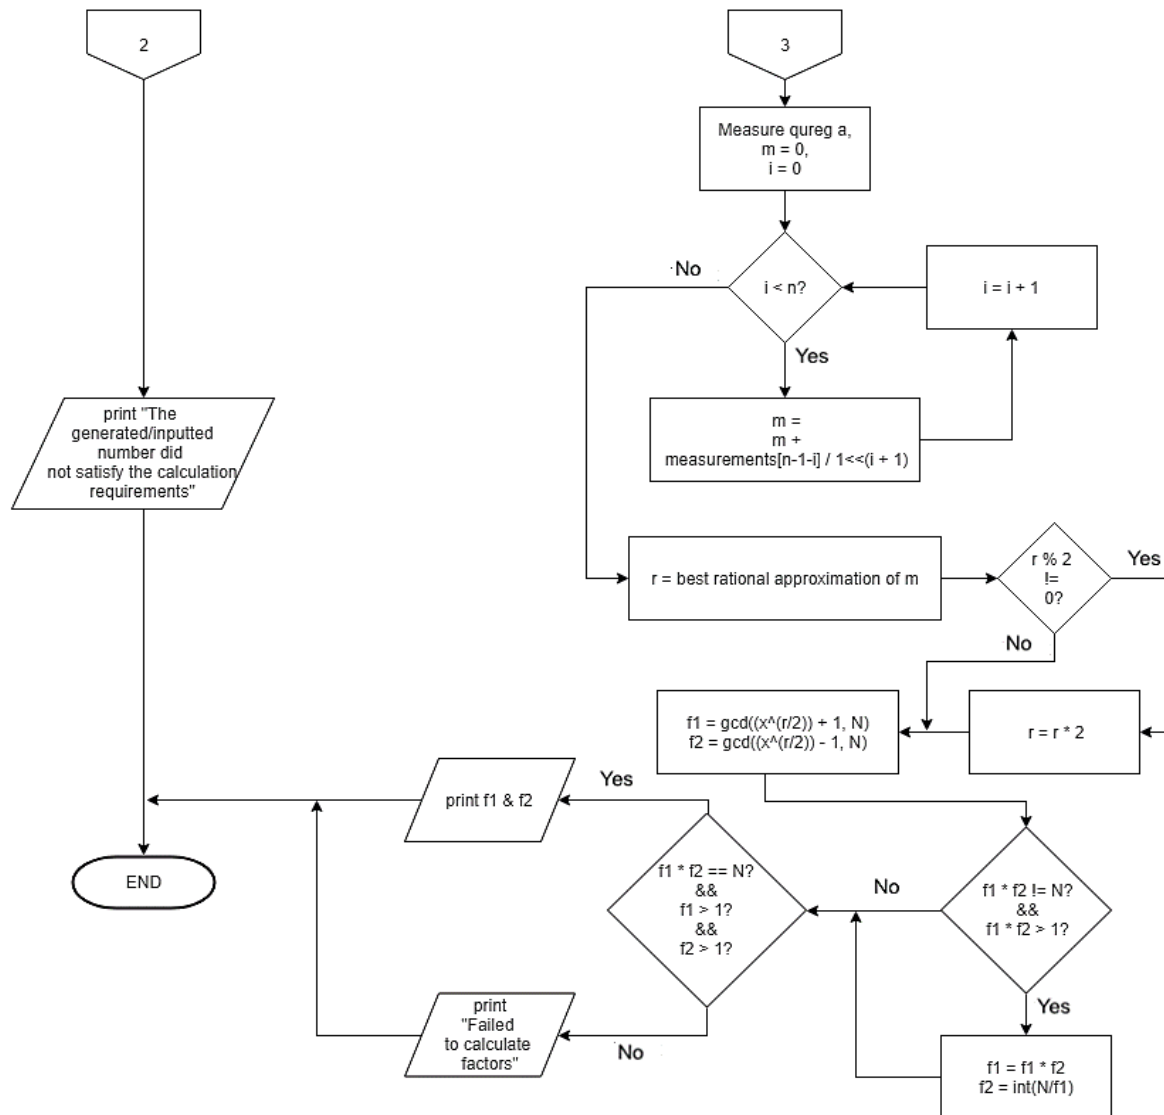 2
3
Measure qureg a,
m = 0,
i = 0
No
i < n?
i = i + 1
Yes
m =
m +
measurements[n-1-i] / 1<<(i + 1)
print "The
generated/inputted
number did
not satisfy the calculation
requirements"
r = best rational approximation of m
r % 2
!=
0?
Yes
No
f1 = gcd((x^(r/2)) + 1, N)
f2 = gcd((x^(r/2)) - 1, N)
r = r * 2
print f1 & f2
Yes
END
f1 * f2 == N?
&&
f1 > 1?
&&
f2 > 1?
No
f1 * f2 != N?
&&
f1 * f2 > 1?
Yes
print
"Failed
to calculate
factors"
No
f1 = f1 * f2
f2 = int(N/f1)